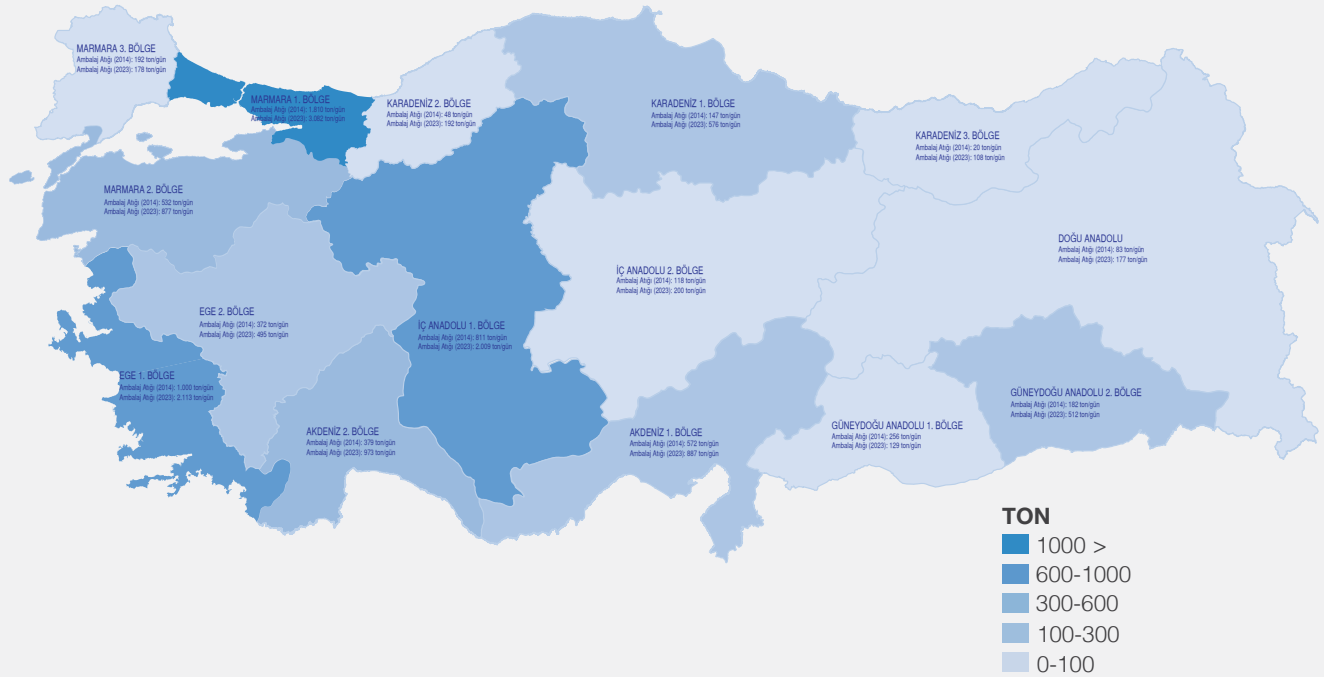 MARMARA 3. BÖLGE
Ambalaj Atığı (2014): 192 ton/gün
Ambalaj Atığı (2023): 178 ton/gün
MARMARA 1. BÖLGE
Ambalaj Atığı (2014): 1.810 ton/gün
Ambalaj Atığı (2023): 3.082 ton/gün
KARADENİZ 2. BÖLGE
Ambalaj Atığı (2014): 48 ton/gün
Ambalaj Atığı (2023): 192 ton/gün
KARADENİZ 1. BÖLGE
Ambalaj Atığı (2014): 147 ton/gün
Ambalaj Atığı (2023): 576 ton/gün
KARADENİZ 3. BÖLGE
Ambalaj Atığı (2014): 20 ton/gün
Ambalaj Atığı (2023): 108 ton/gün
MARMARA 2. BÖLGE
Ambalaj Atığı (2014): 532 ton/gün
Ambalaj Atığı (2023): 877 ton/gün
DOĞU ANADOLU
Ambalaj Atığı (2014): 83 ton/gün
Ambalaj Atığı (2023): 177 ton/gün
İÇ ANADOLU 2. BÖLGE
Ambalaj Atığı (2014): 118 ton/gün
Ambalaj Atığı (2023): 200 ton/gün
EGE 2. BÖLGE
Ambalaj Atığı (2014): 372 ton/gün
Ambalaj Atığı (2023): 495 ton/gün
İÇ ANADOLU 1. BÖLGE
Ambalaj Atığı (2014): 811 ton/gün
Ambalaj Atığı (2023): 2.009 ton/gün
EGE 1. BÖLGE
Ambalaj Atığı (2014): 1.000 ton/gün
Ambalaj Atığı (2023): 2.113 ton/gün
GÜNEYDOĞU ANADOLU 2. BÖLGE
Ambalaj Atığı (2014): 182 ton/gün
Ambalaj Atığı (2023): 512 ton/gün
AKDENİZ 2. BÖLGE
Ambalaj Atığı (2014): 379 ton/gün
Ambalaj Atığı (2023): 973 ton/gün
AKDENİZ 1. BÖLGE
Ambalaj Atığı (2014): 572 ton/gün
Ambalaj Atığı (2023): 887 ton/gün
GÜNEYDOĞU ANADOLU 1. BÖLGE
Ambalaj Atığı (2014): 256 ton/gün
Ambalaj Atığı (2023): 129 ton/gün
TON
1000 >
600-1000
300-600
100-300
0-100